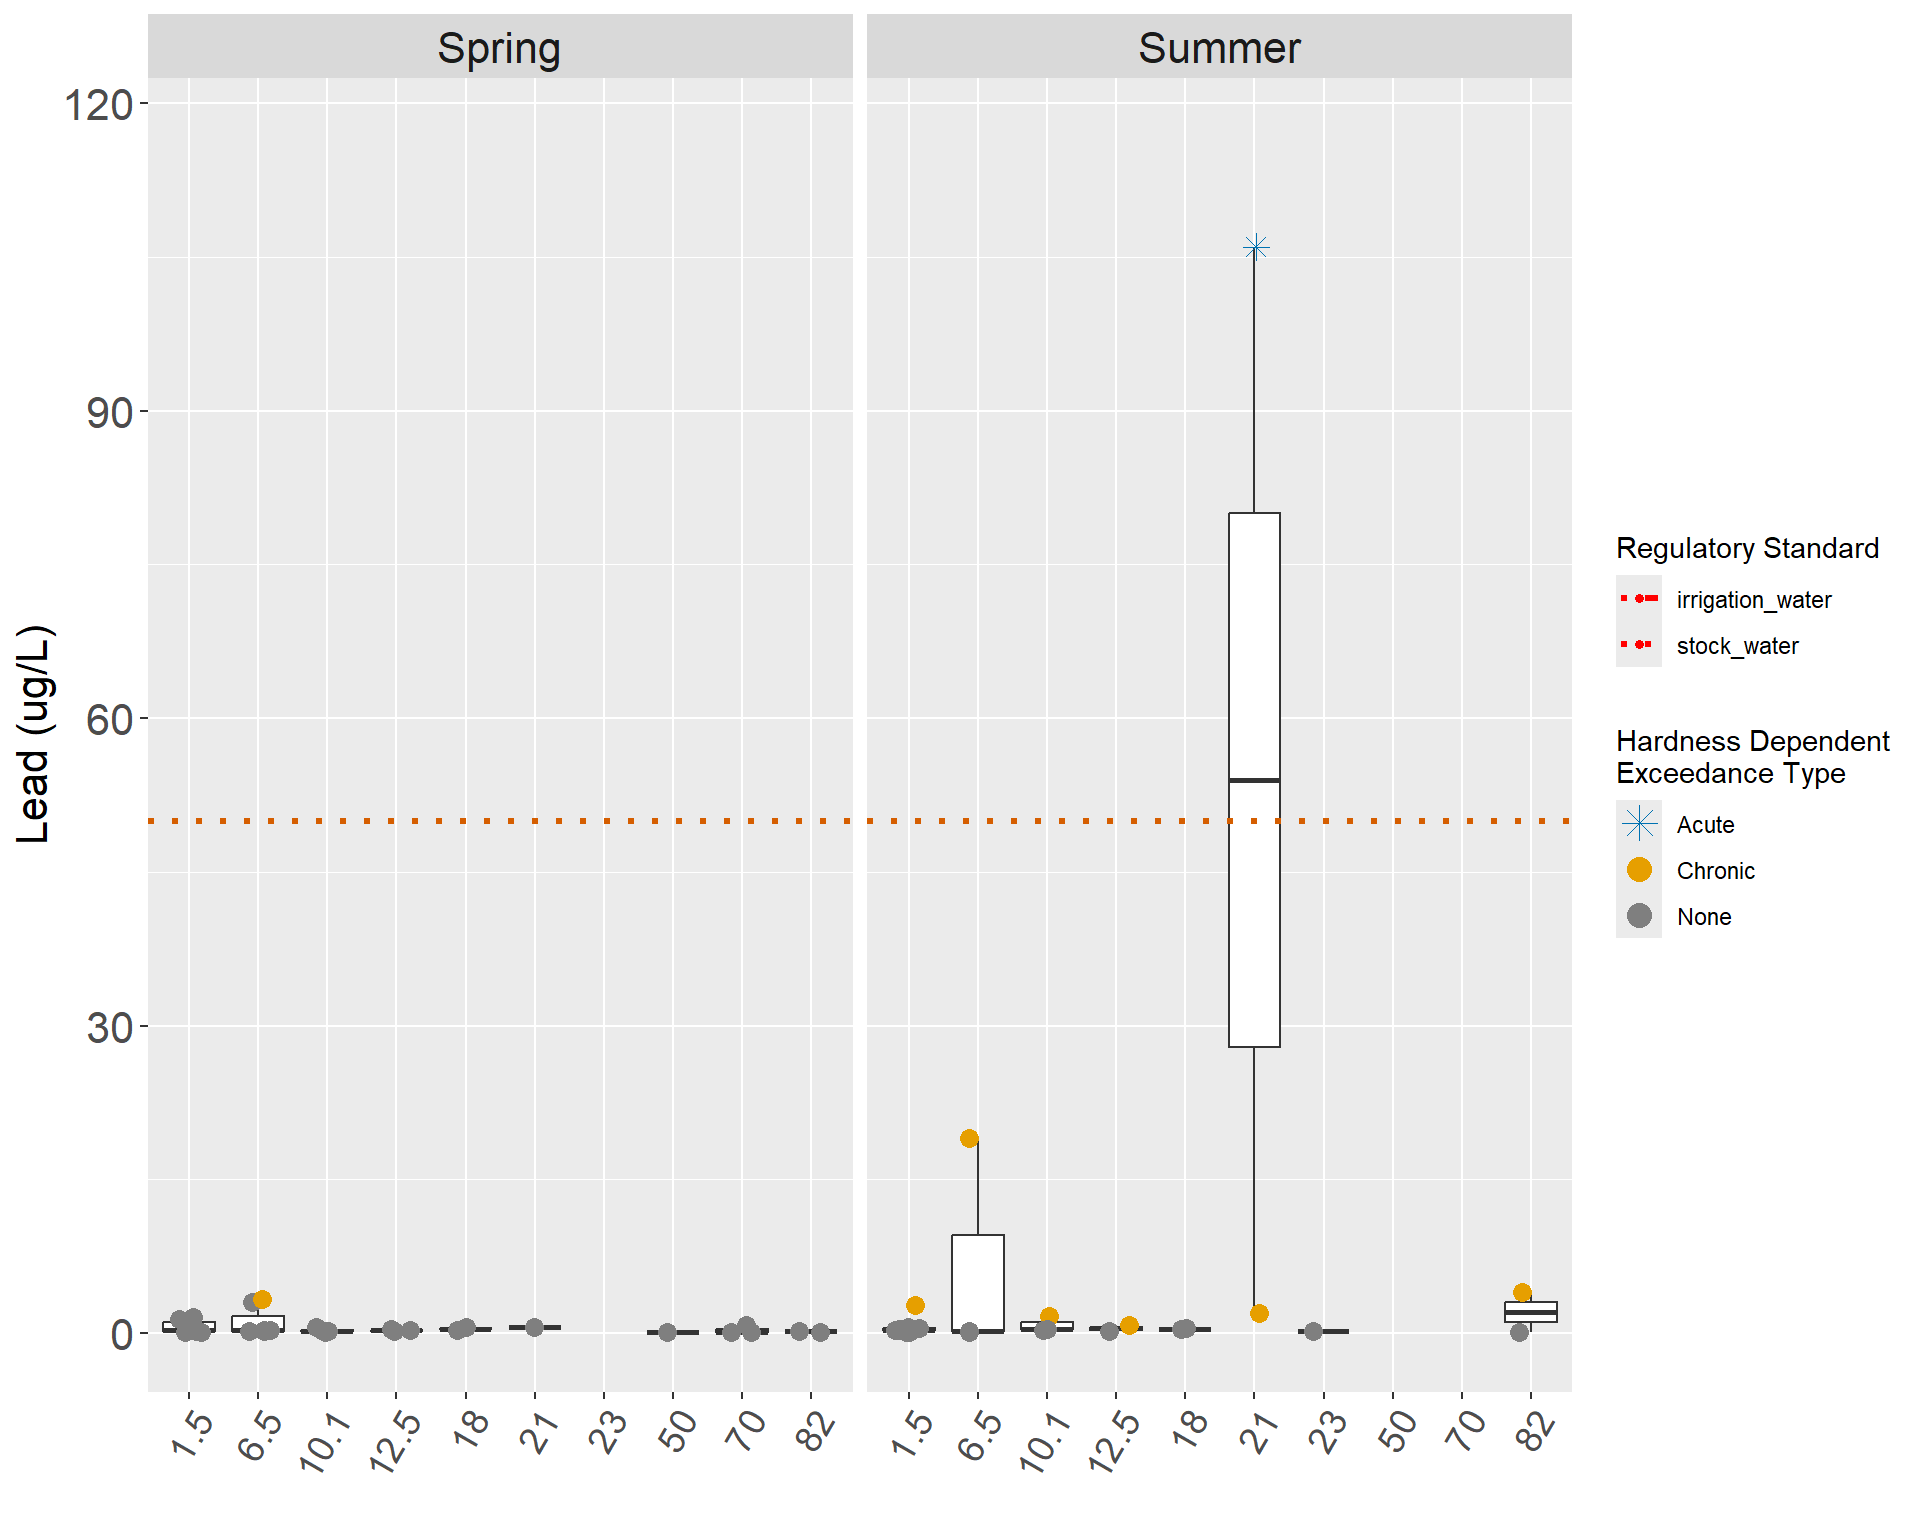 Spring
Summer
120
90
60
30
0
Lead (ug/L)
1.5
6.5
10.1
12.5
18
21
23
50
70
82
1.5
6.5
10.1
12.5
18
21
23
50
70
82
Regulatory Standard
irrigation_water
stock_water
Hardness Dependent
Exceedance Type
Acute
Chronic
None